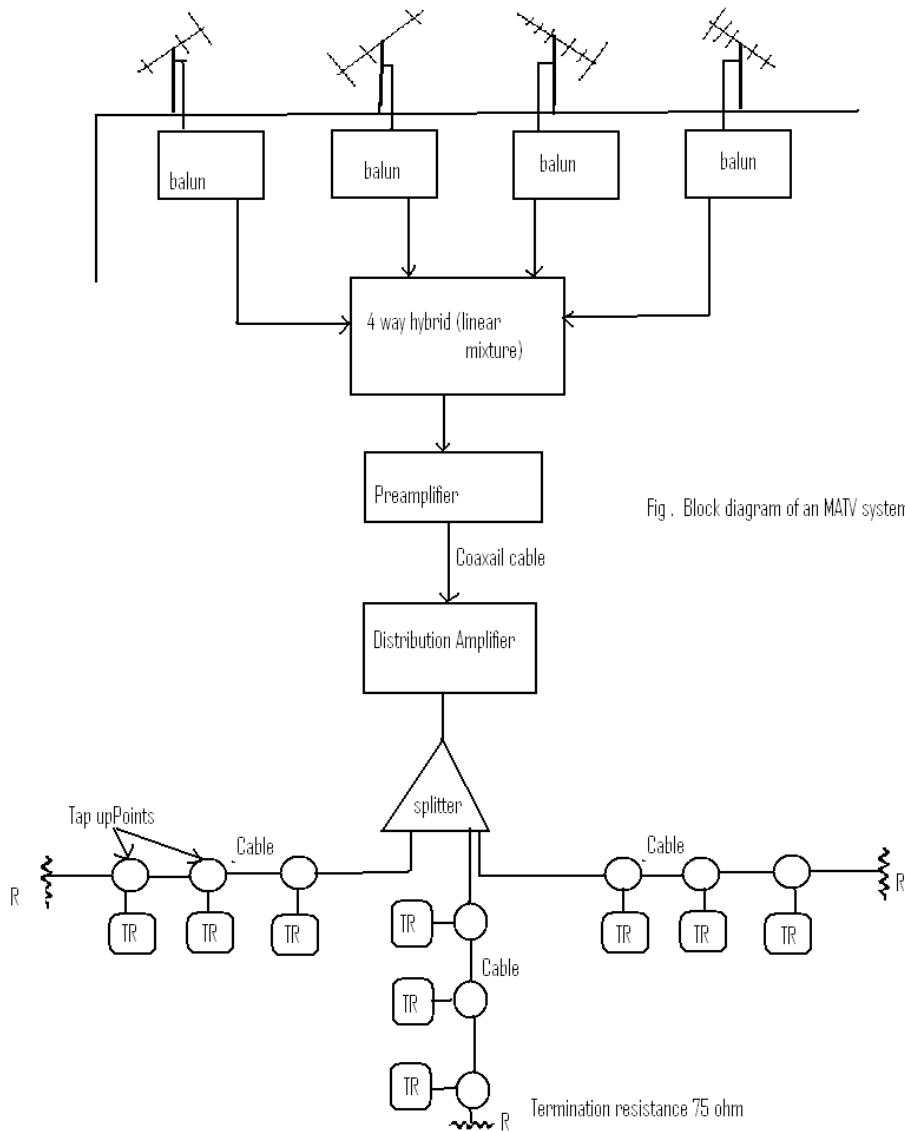 balun
balun
balun
balun
4 way hybrid (linear
mixture)
Preamplifier
Fig . Block diagram of an MATV system
Coaxail cable
Distribution Amplifier
splitter
Tap upPoints
Cable
Cable
R
R
TR
TR
TR
TR
TR
TR
TR
Cable
TR
TR
R
Termination resistance 75 ohm